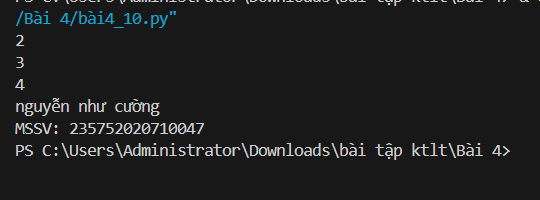 /Bài 4/bài4_10.py"
2
3
4
nguyễn như cường
MSSV: 235752020710047
PS C:\Users\Administrator\Downloads\bài tập ktlt\Bài 4>